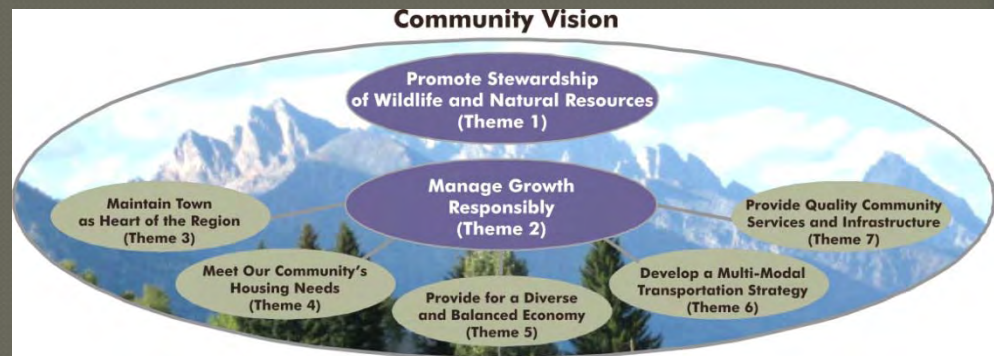 Community Vision
Promote Stewardship
of Wildlife and Natural Resources
(Theme 1)
Manage Growth
Responsibly
(Theme 2)
Maintain Town
as Heart of the Region
(Theme 3)
Meet Our Community's
Housing Needs
(Theme 4)
Provide for a Diverse
and Balanced Economy
(Theme 5)
Develop a Multi-Modal
Transportation Strategy
(Theme 6)
Provide Quality Community
Services and Infrastructure
(Theme 7)